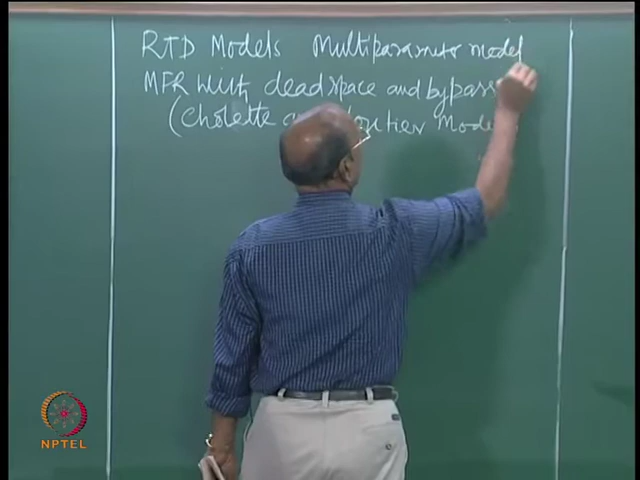 RTD Models Multiparameter model
MFR with dead space and bypass
(Cholette
NPTEL